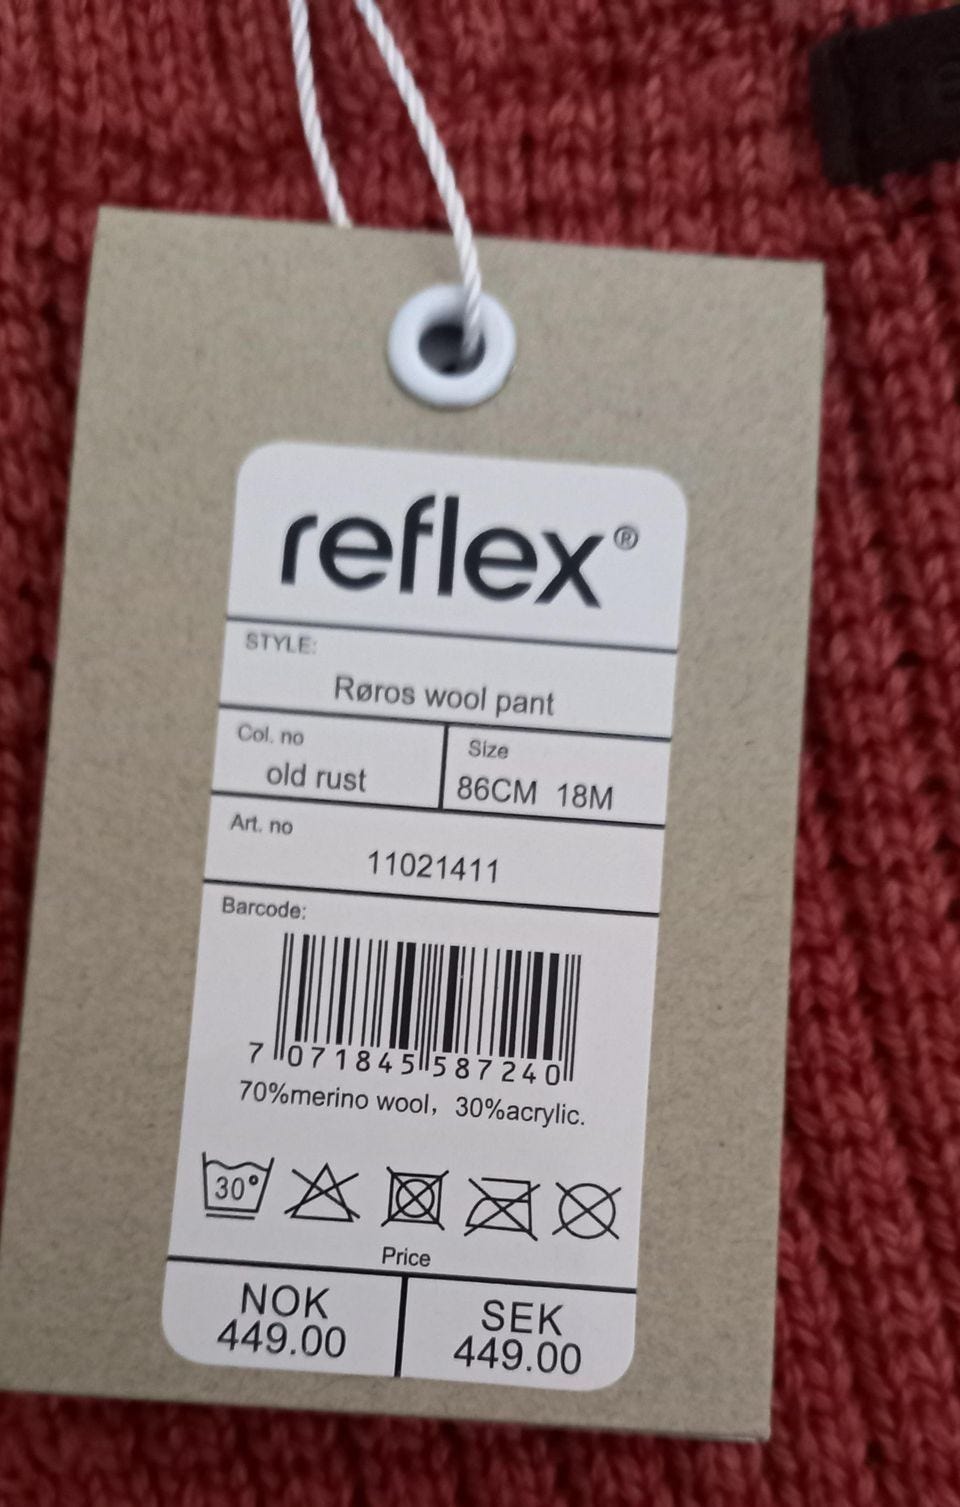 reflex®
STYLE:
Røros wool pant
Col. no
old rust
Size
86CM 18M
Art. no
11021411
Barcode:
7 071845 587240
70%merino wool, 30%acrylic.
30°
Price
NOK
449.00
SEK
449.00